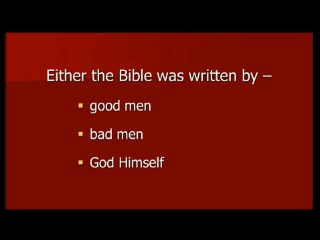 Either the Bible was written by –
good men
bad men
God Himself